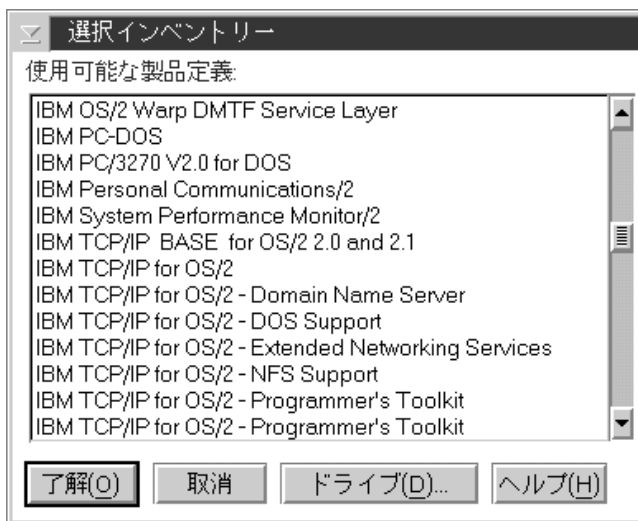 選択インベントリー
使用可能な製品定義:
IBM OS/2 Warp DMTF Service Layer
IBM PC-DOS
IBM PC/3270 V2.0 for DOS
IBM Personal Communications/2
IBM System Performance Monitor/2
IBM TCP/IP  BASE  for OS/2 2.0 and 2.1
IBM TCP/IP for OS/2
IBM TCP/IP for OS/2 - Domain Name Server
IBM TCP/IP for OS/2 - DOS Support
IBM TCP/IP for OS/2 - Extended Networking Services
IBM TCP/IP for OS/2 - NFS Support
IBM TCP/IP for OS/2 - Programmer's Toolkit
IBM TCP/IP for OS/2 - Programmer's Toolkit
了解(O) 取消 ドライブ(D)... ヘルプ(H)